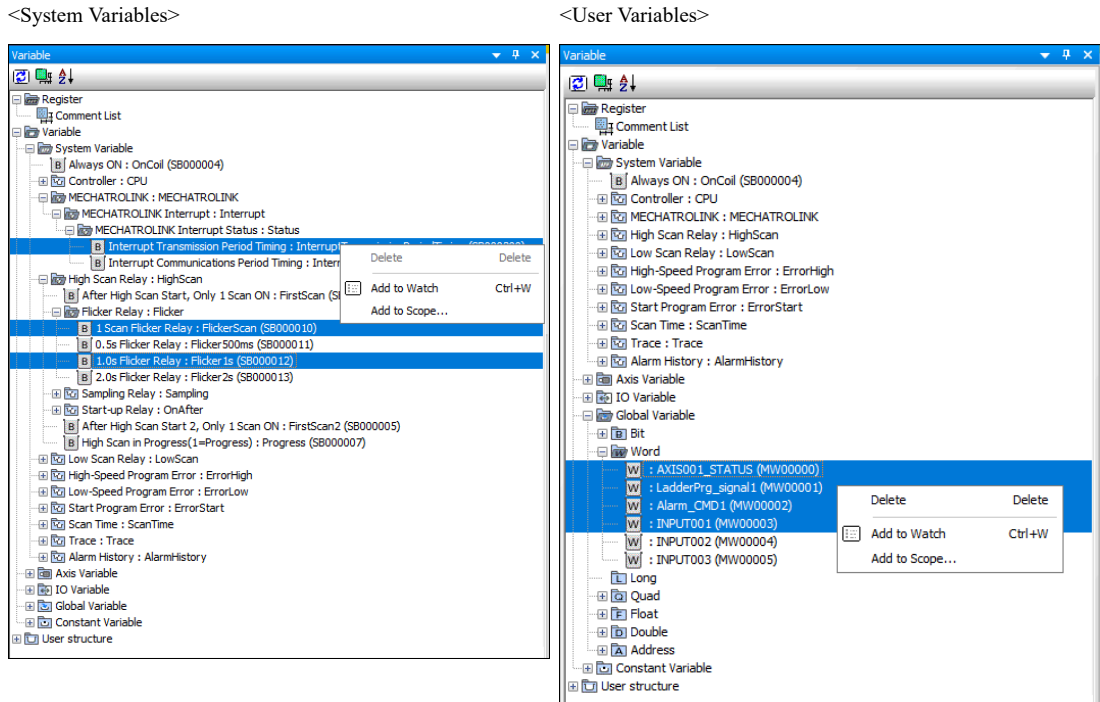 <System Variables>
Variable
Register
Comment List
Variable
System Variable
B Always ON : OnCoil (SB000004)
Controller : CPU
MECHATROLINK : MECHATROLINK
MECHATROLINK Interrupt : Interrupt
MECHATROLINK Interrupt Status : Status
B Interrupt Transmission Period Timing :
B Interrupt Communications Period Timing :
High Scan Relay : HighScan
B After High Scan Start, Only 1 Scan ON : FirstScan
Flicker Relay : Flicker
B 1 Scan Flicker Relay : FlickerScan (SB000010)
B 0.5s Flicker Relay : Flicker500ms (SB000011)
B 1.0s Flicker Relay : Flicker1s (SB000012)
B 2.0s Flicker Relay : Flicker2s (SB000013)
Sampling Relay : Sampling
Start-up Relay : OnAfter
B After High Scan Start 2, Only 1 Scan ON : FirstScan2 (SB000005)
B High Scan in Progress(1=Progress) : Progress (SB000007)
Low Scan Relay : LowScan
High-Speed Program Error : ErrorHigh
Low-Speed Program Error : ErrorLow
Start Program Error : ErrorStart
Scan Time : ScanTime
Trace : Trace
Alarm History : AlarmHistory
Axis Variable
IO Variable
Global Variable
Constant Variable
User structure
Delete Delete
Add to Watch Ctrl+W
Add to Scope...
<User Variables>
Variable
Register
Comment List
Variable
System Variable
B Always ON : OnCoil (SB000004)
Controller : CPU
MECHATROLINK : MECHATROLINK
High Scan Relay : HighScan
Low Scan Relay : LowScan
High-Speed Program Error : ErrorHigh
Low-Speed Program Error : ErrorLow
Start Program Error : ErrorStart
Scan Time : ScanTime
Trace : Trace
Alarm History : AlarmHistory
Axis Variable
IO Variable
Global Variable
B Bit
W Word
W : AXIS001_STATUS (MW00000)
W : LadderPrg_signal1 (MW00001)
W : Alarm_CMD1 (MW00002)
W : INPUT001 (MW00003)
W : INPUT002 (MW00004)
W : INPUT003 (MW00005)
L Long
Q Quad
F Float
D Double
A Address
Constant Variable
User structure
Delete Delete
Add to Watch Ctrl+W
Add to Scope...